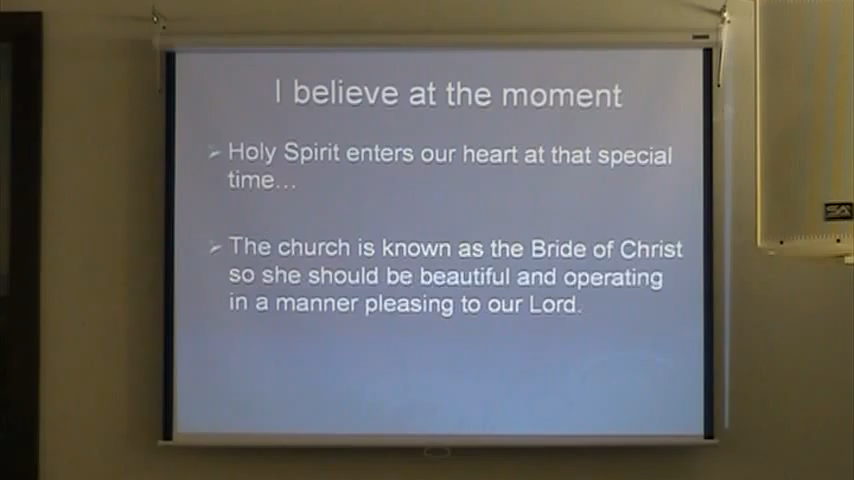 I believe at the moment
Holy Spirit enters our heart at that special
time...
The church is known as the Bride of Christ
so she should be beautiful and operating
in a manner pleasing to our Lord.
SA